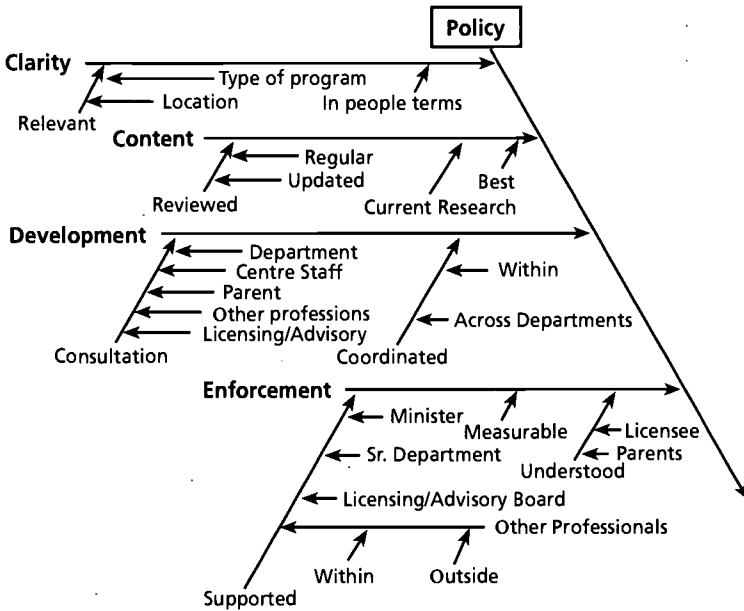 Policy
Clarity
Type of program
Location
In people terms
Relevant
Content
Regular
Updated
Best
Reviewed
Current Research
Development
Department
Centre Staff
Within
Parent
Other professions
Across Departments
Licensing/Advisory
Consultation
Coordinated
Enforcement
Minister
Measurable
Licensee
Sr. Department
Parents
Understood
Licensing/Advisory Board
Other Professionals
Within
Outside
Supported